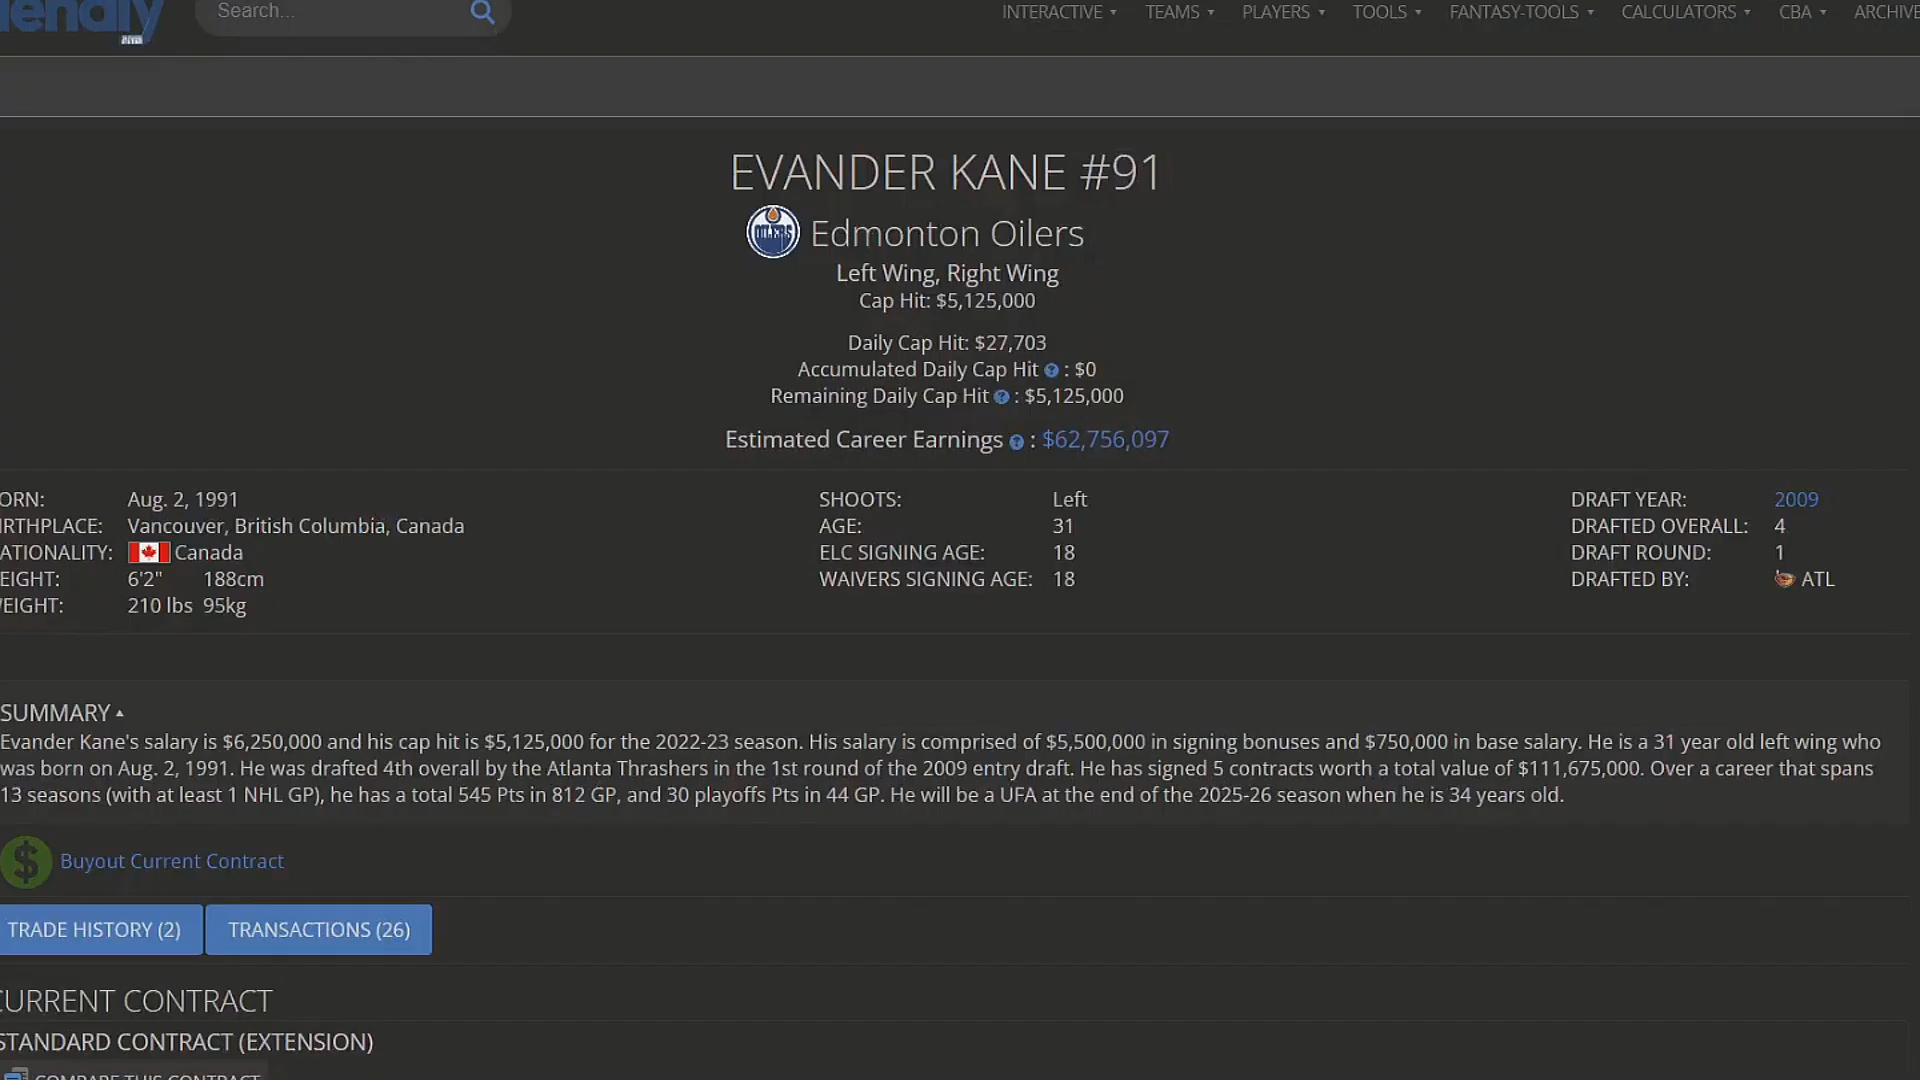 endly
Search...
INTERACTIVE TEAMS PLAYERS TOOLS FANTASY-TOOLS CALCULATORS CBA ARCHIVE
EVANDER KANE #91
OILERS
Edmonton Oilers
Left Wing, Right Wing
Cap Hit: $5,125,000
Daily Cap Hit: $27,703
Accumulated Daily Cap Hit ? : $0
Remaining Daily Cap Hit ? : $5,125,000
Estimated Career Earnings ? : $62,756,097
ORN: Aug. 2, 1991 SHOOTS: Left DRAFT YEAR: 2009
IRTHPLACE: Vancouver, British Columbia, Canada AGE: 31 DRAFTED OVERALL: 4
ATIONALITY: Canada ELC SIGNING AGE: 18 DRAFT ROUND: 1
EIGHT: 6'2" 188cm WAIVERS SIGNING AGE: 18 DRAFTED BY: ATL
EIGHT: 210 lbs 95kg
SUMMARY
Evander Kane's salary is $6,250,000 and his cap hit is $5,125,000 for the 2022-23 season. His salary is comprised of $5,500,000 in signing bonuses and $750,000 in base salary. He is a 31 year old left wing who
was born on Aug. 2, 1991. He was drafted 4th overall by the Atlanta Thrashers in the 1st round of the 2009 entry draft. He has signed 5 contracts worth a total value of $111,675,000. Over a career that spans
13 seasons (with at least 1 NHL GP), he has a total 545 Pts in 812 GP, and 30 playoffs Pts in 44 GP. He will be a UFA at the end of the 2025-26 season when he is 34 years old.
$ Buyout Current Contract
TRADE HISTORY (2) TRANSACTIONS (26)
CURRENT CONTRACT
STANDARD CONTRACT (EXTENSION)
COMPARE THIS CONTRACT